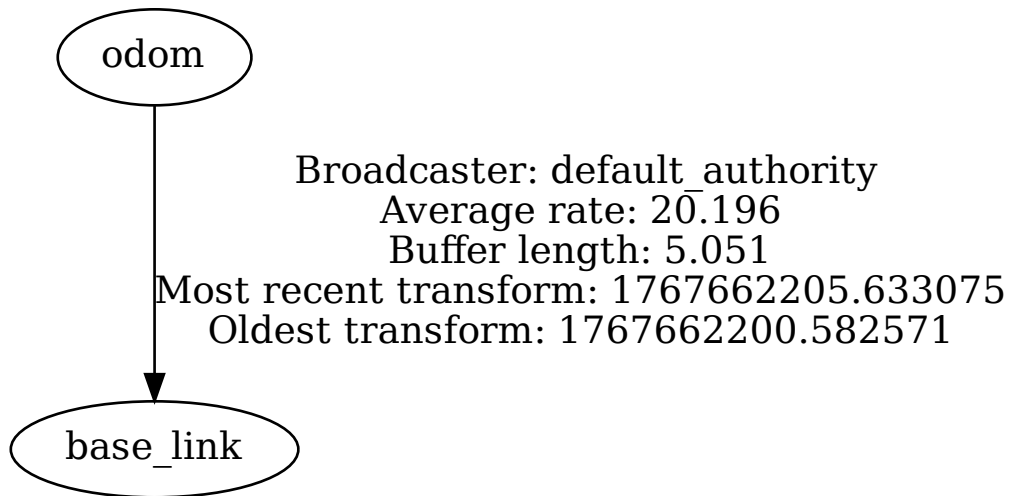 odom
Broadcaster: default_authority
Average rate: 20.196
Buffer length: 5.051
Most recent transform: 1767662205.633075
Oldest transform: 1767662200.582571
base_link